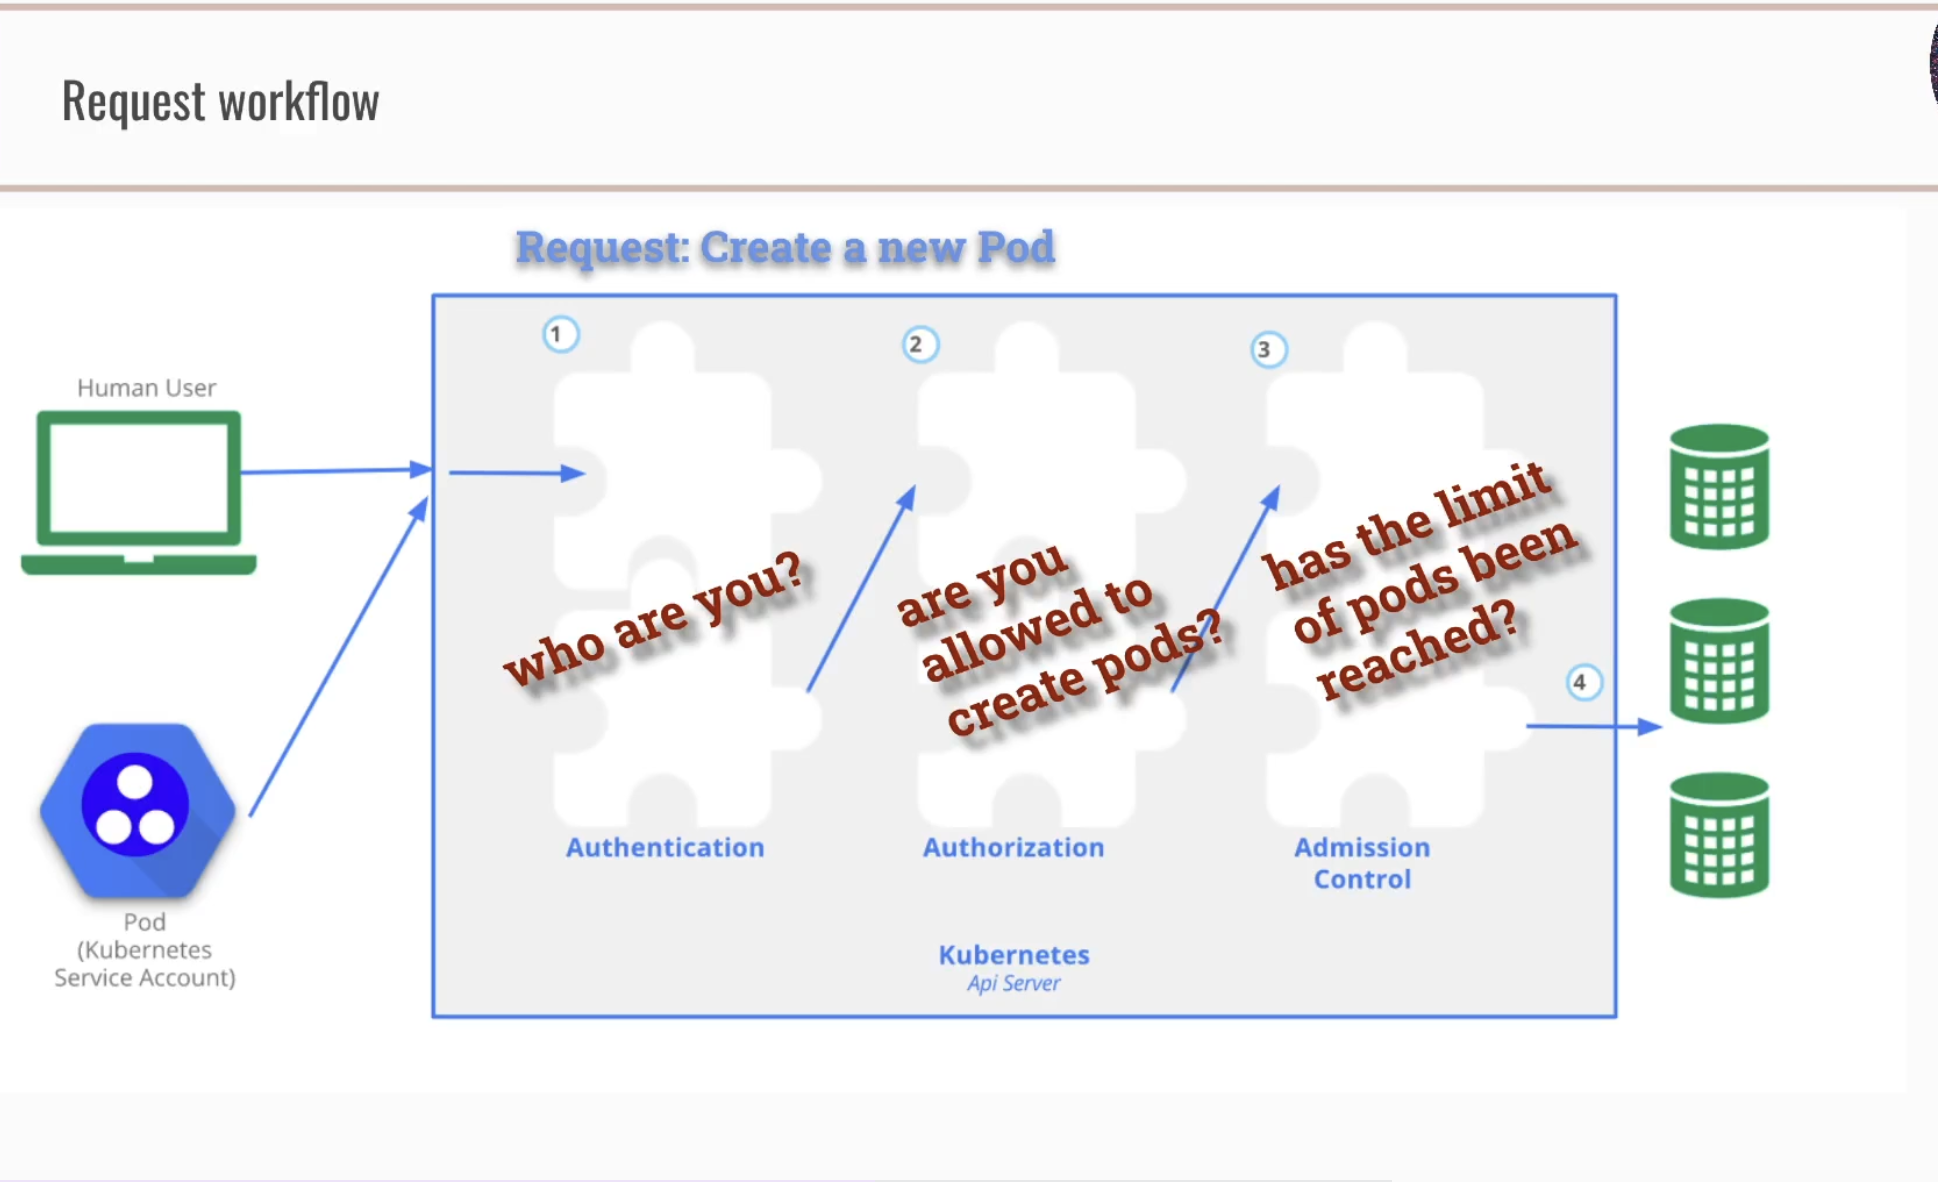 Request workflow
Request: Create a new Pod
1
2
3
Human User
who are you?
are you
allowed to
create pods?
has the limit
of pods been
reached?
4
Authentication
Authorization
Admission
Control
Pod
(Kubernetes
Service Account)
Kubernetes
Api Server